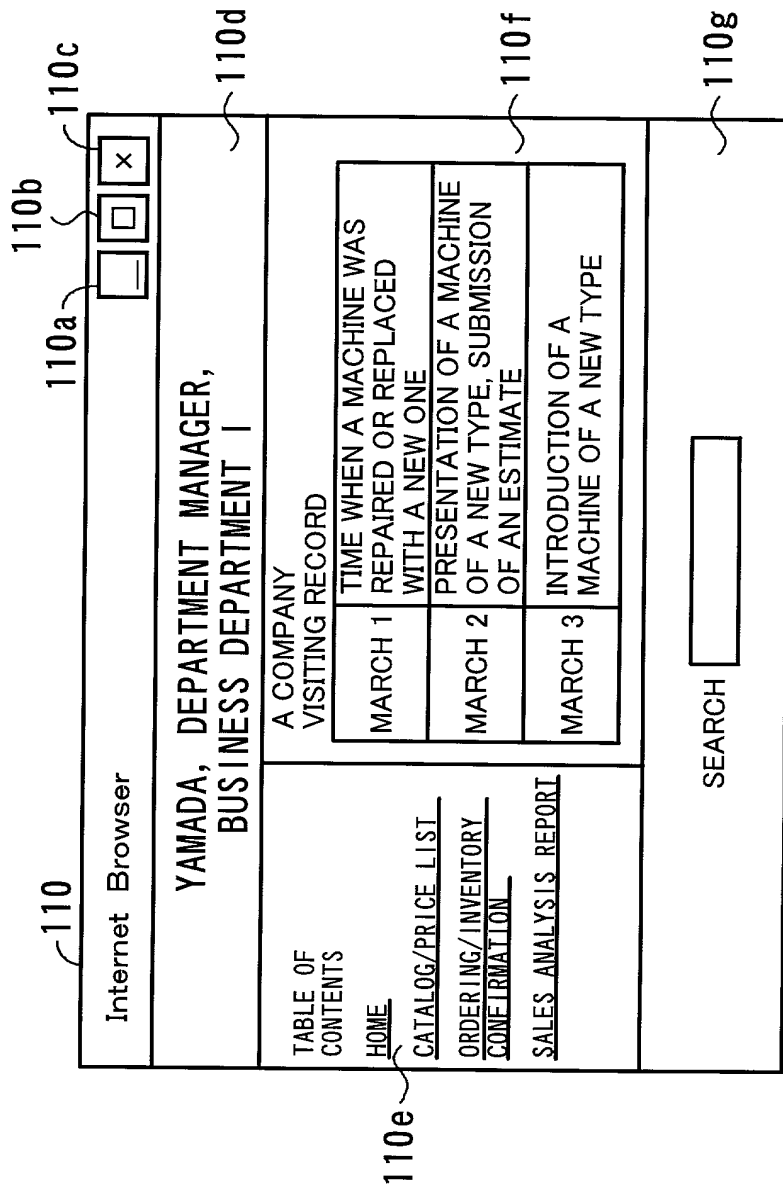 110
110a
110b
110c
Internet Browser
YAMADA, DEPARTMENT MANAGER,
BUSINESS DEPARTMENT I
110d
TABLE OF
CONTENTS
HOME
CATALOG/PRICE LIST
ORDERING/INVENTORY
CONFIRMATION
SALES ANALYSIS REPORT
110e
A COMPANY
VISITING RECORD
MARCH 1
TIME WHEN A MACHINE WAS
REPAIRED OR REPLACED
WITH A NEW ONE
MARCH 2
PRESENTATION OF A MACHINE
OF A NEW TYPE, SUBMISSION
OF AN ESTIMATE
MARCH 3
INTRODUCTION OF A
MACHINE OF A NEW TYPE
110f
SEARCH
110g